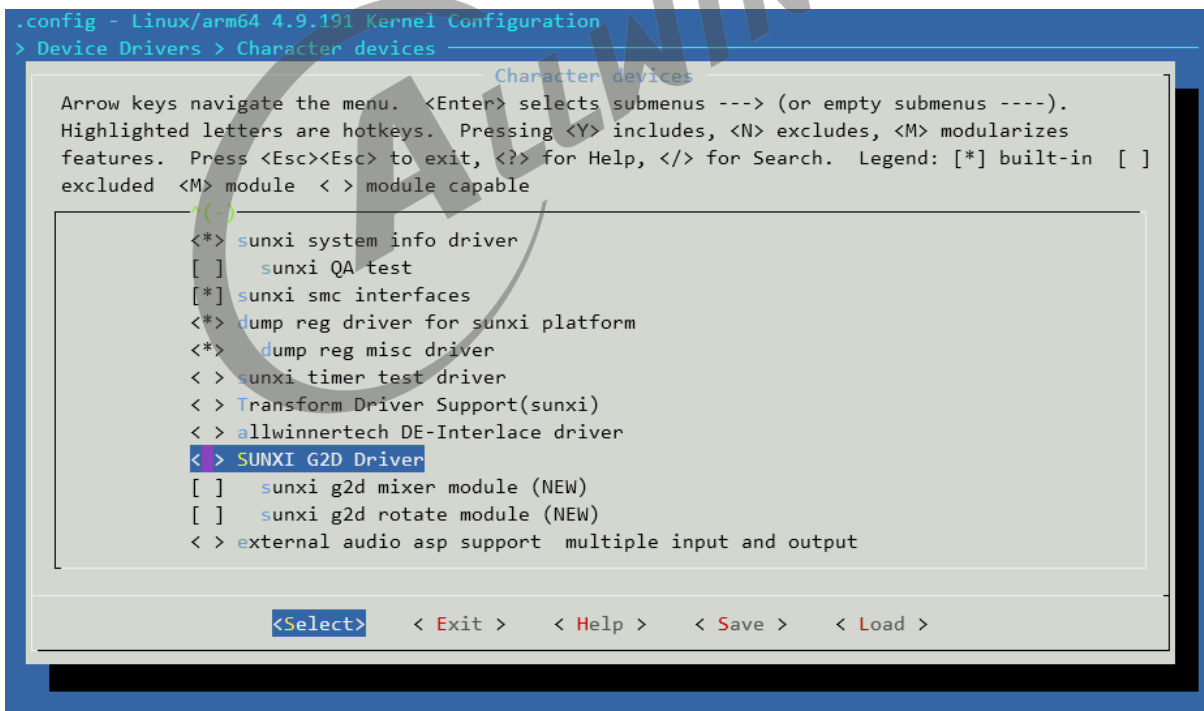 .config - Linux/arm64 4.9.191 Kernel Configuration
> Device Drivers > Character devices
Character devices
Arrow keys navigate the menu.  <Enter> selects submenus ---> (or empty submenus ----).
Highlighted letters are hotkeys.  Pressing <Y> includes, <N> excludes, <M> modularizes
features.  Press <Esc><Esc> to exit, <?> for Help, </> for Search.  Legend: [*] built-in  [ ]
excluded  <M> module  < > module capable
^(-)
<*> sunxi system info driver
[ ]   sunxi QA test
[*] sunxi smc interfaces
<*> dump reg driver for sunxi platform
<*>   dump reg misc driver
< > sunxi timer test driver
< > Transform Driver Support(sunxi)
< > allwinnertech DE-Interlace driver
< > SUNXI G2D Driver
[ ]   sunxi g2d mixer module (NEW)
[ ]   sunxi g2d rotate module (NEW)
< > external audio asp support  multiple input and output
<Select>    < Exit >    < Help >    < Save >    < Load >
ALLWIN